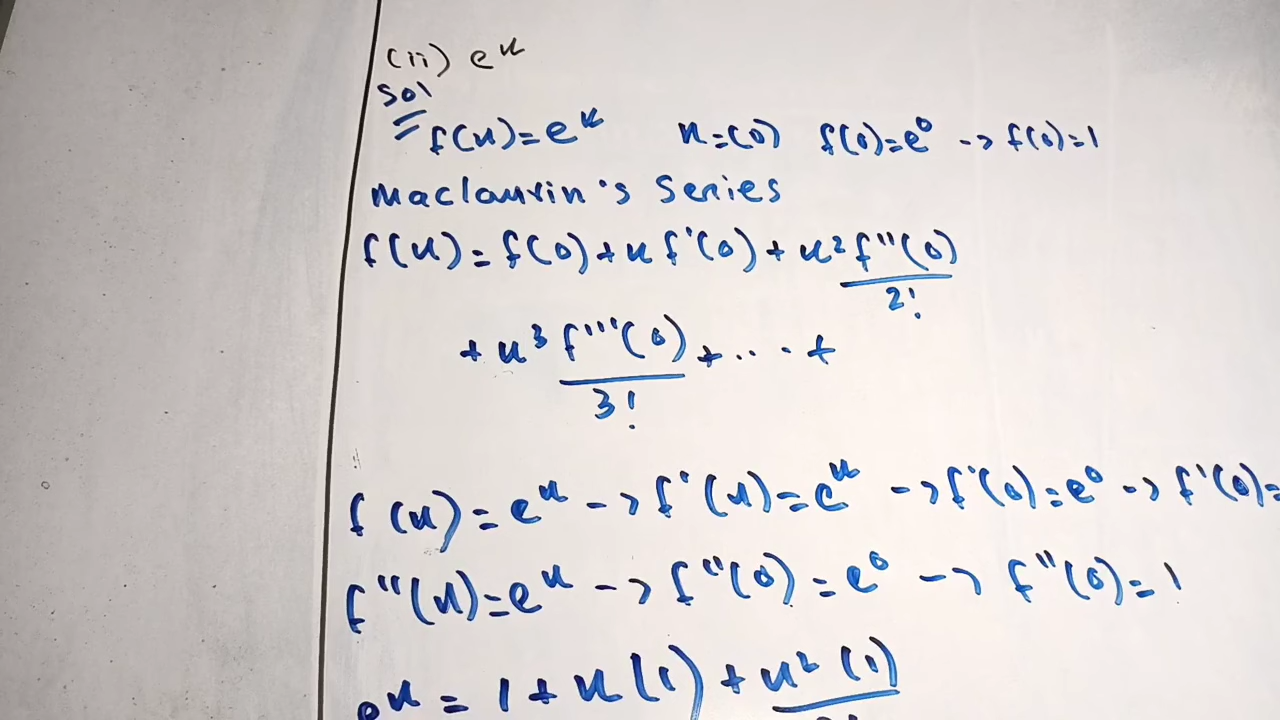 (ii) e^x
Sol
f(x)=e^x x=(0) f(0)=e^0 -> f(0)=1
Maclaurin's Series
f(x)=f(0)+x f'(0)+x^2 f''(0)/2!
+x^3 f'''(0)/3! +....+
f(x)=e^x -> f'(x)=e^x -> f'(0)=e^0 -> f'(0)=
f''(x)=e^x -> f''(0)=e^0 -> f''(0)=1
e^x = 1+x(1)+x^2(1)/2!